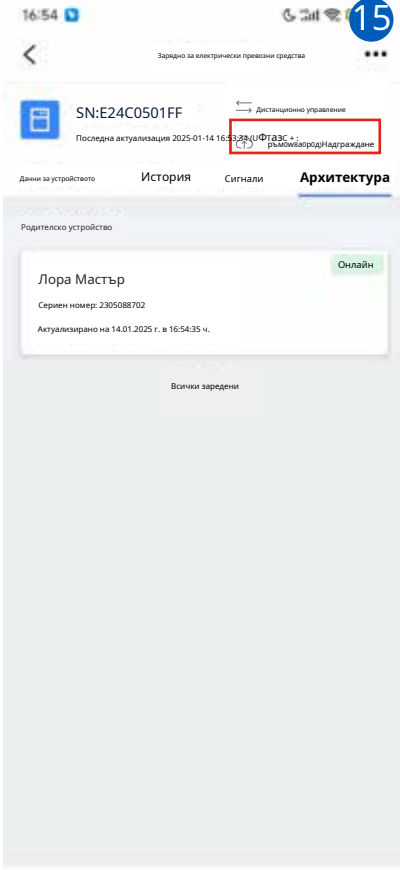 16:54
15
Зарядно за електрически превозни средства
SN:E24C0501FF
Дистанционно управление
Последна актуализация 2025-01-14 16:53:34
Надграждане
Данни за устройството История Сигнали Архитектура
Родителско устройство
Онлайн
Лора Мастър
Сериен номер: 2305088702
Актуализирано на 14.01.2025 г. в 16:54:35 ч.
Всички заредени